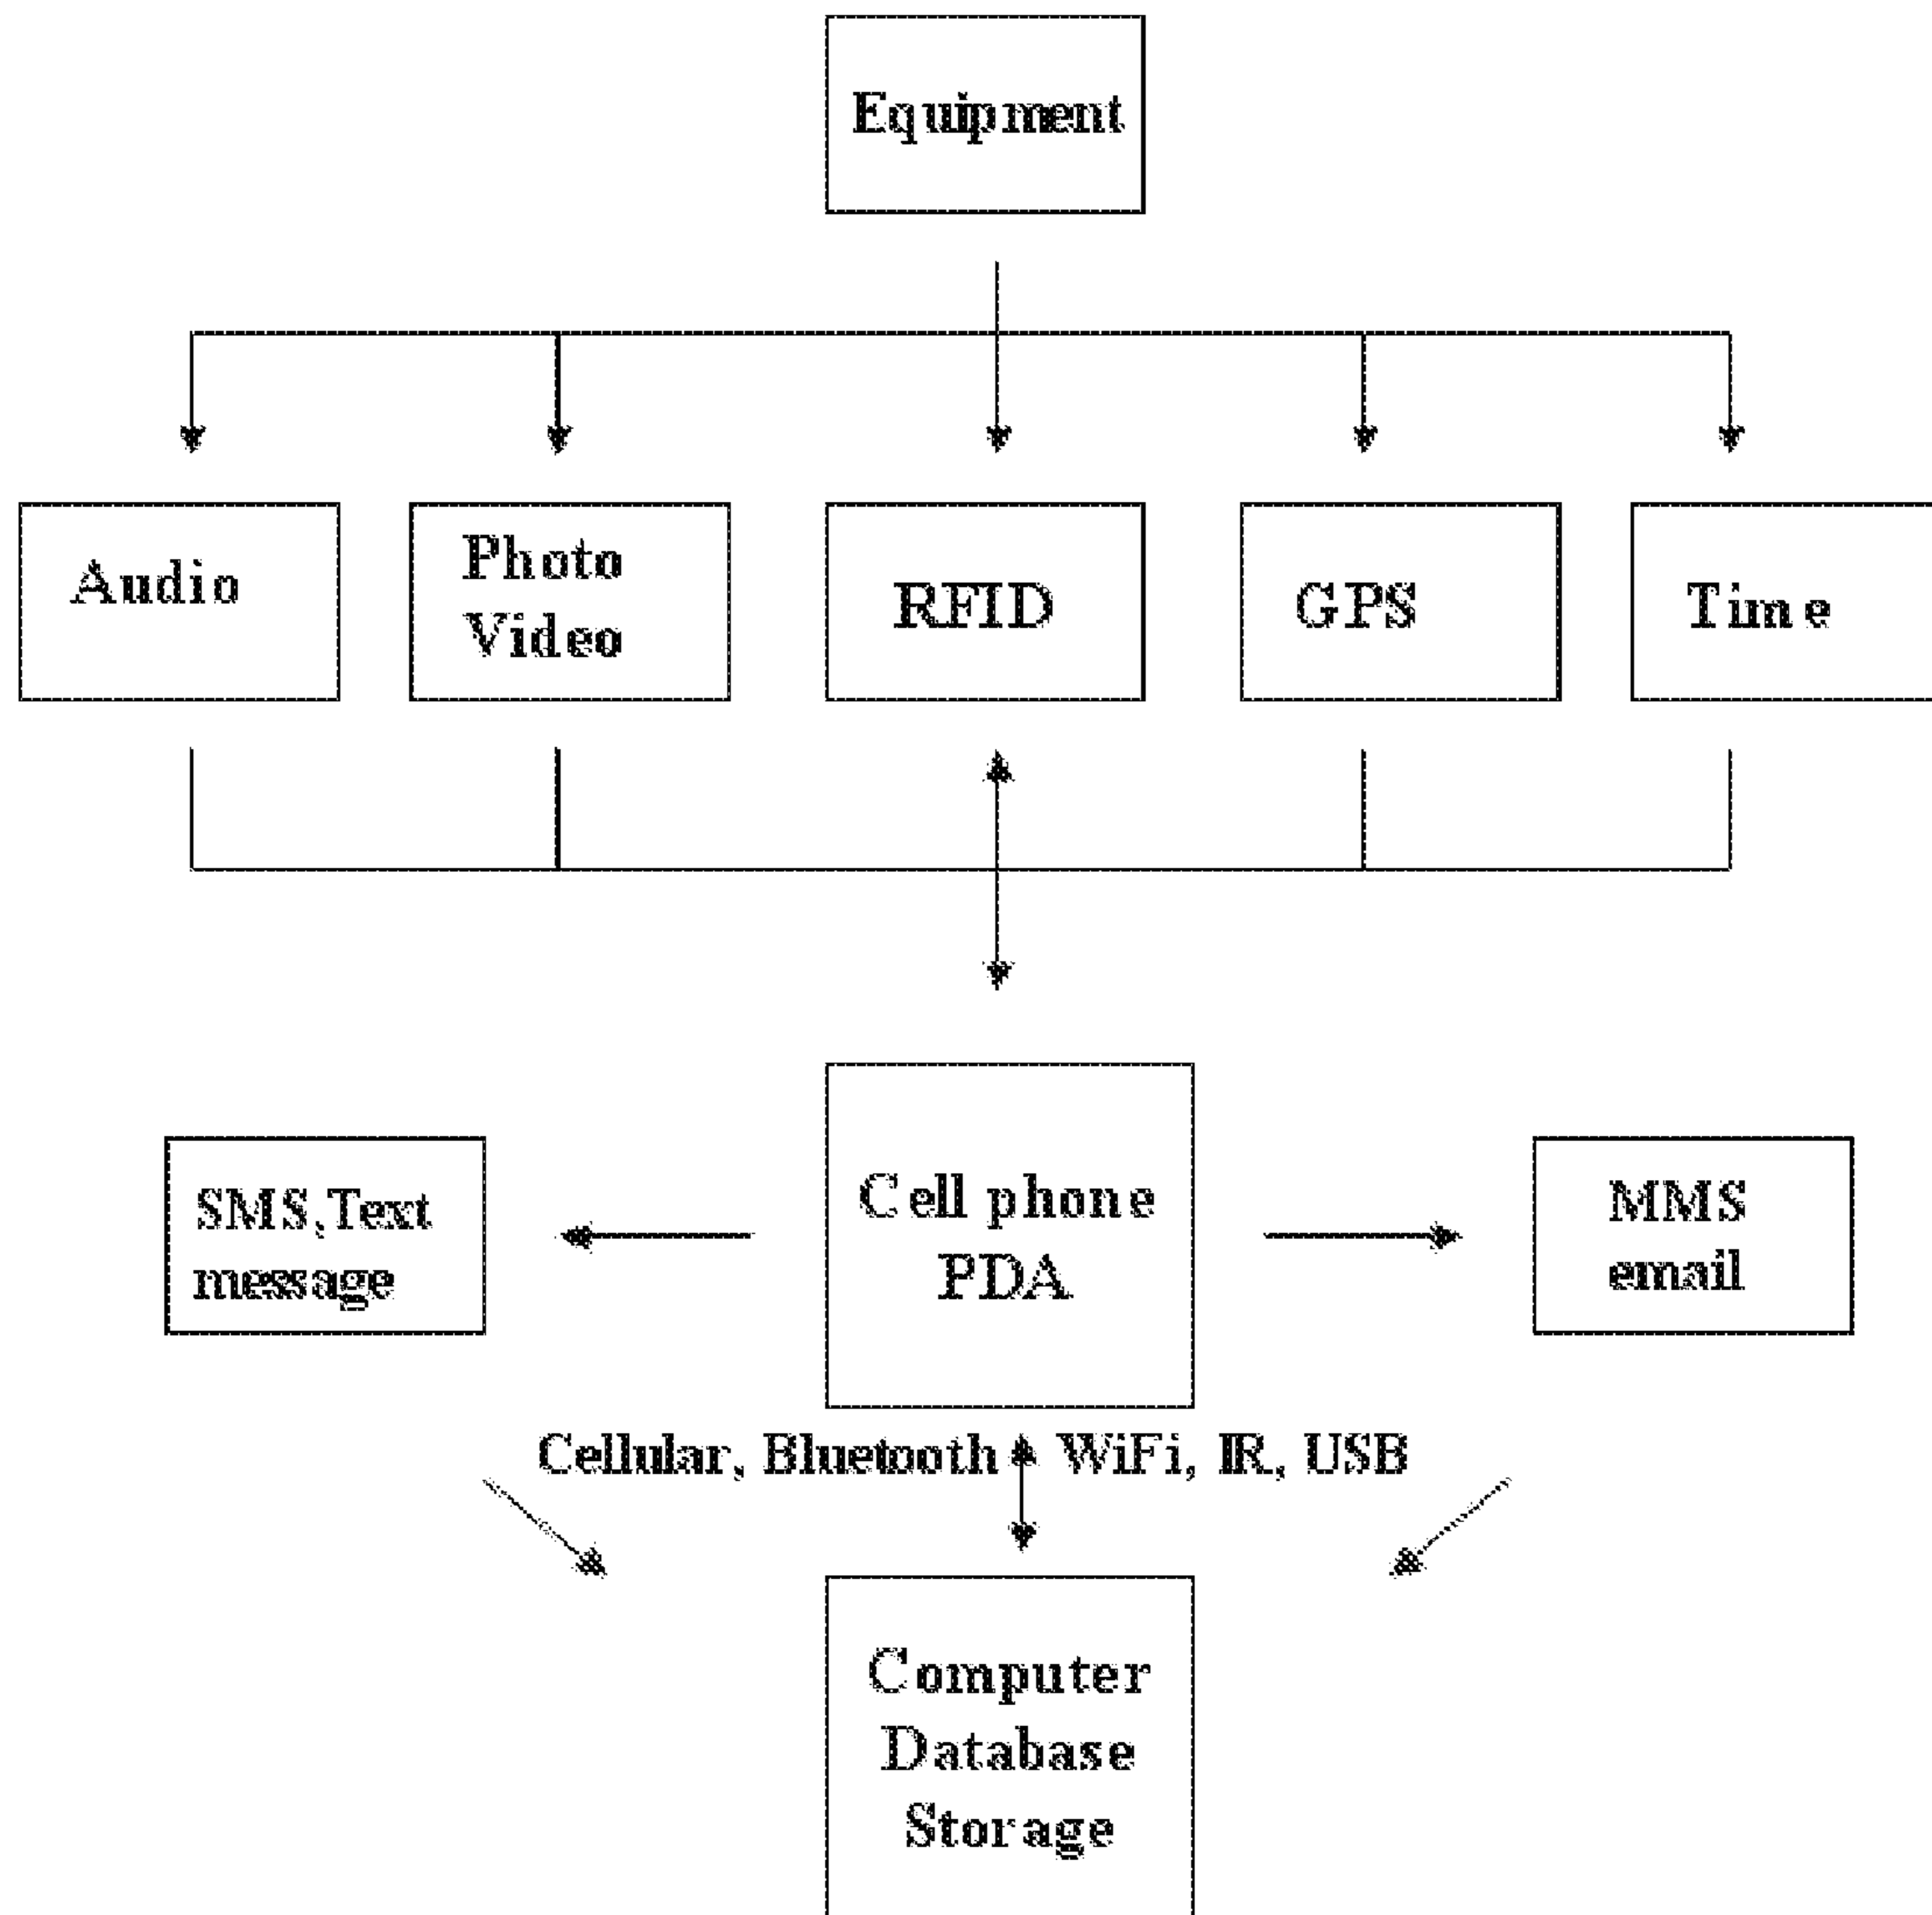 Equipment
Audio
Photo
Video
RFID
GPS
Time
SMS,Text
message
Cell phone
PDA
MMS
email
Cellular, Bluetooth WiFi, IR, USB
Computer
Database
Storage